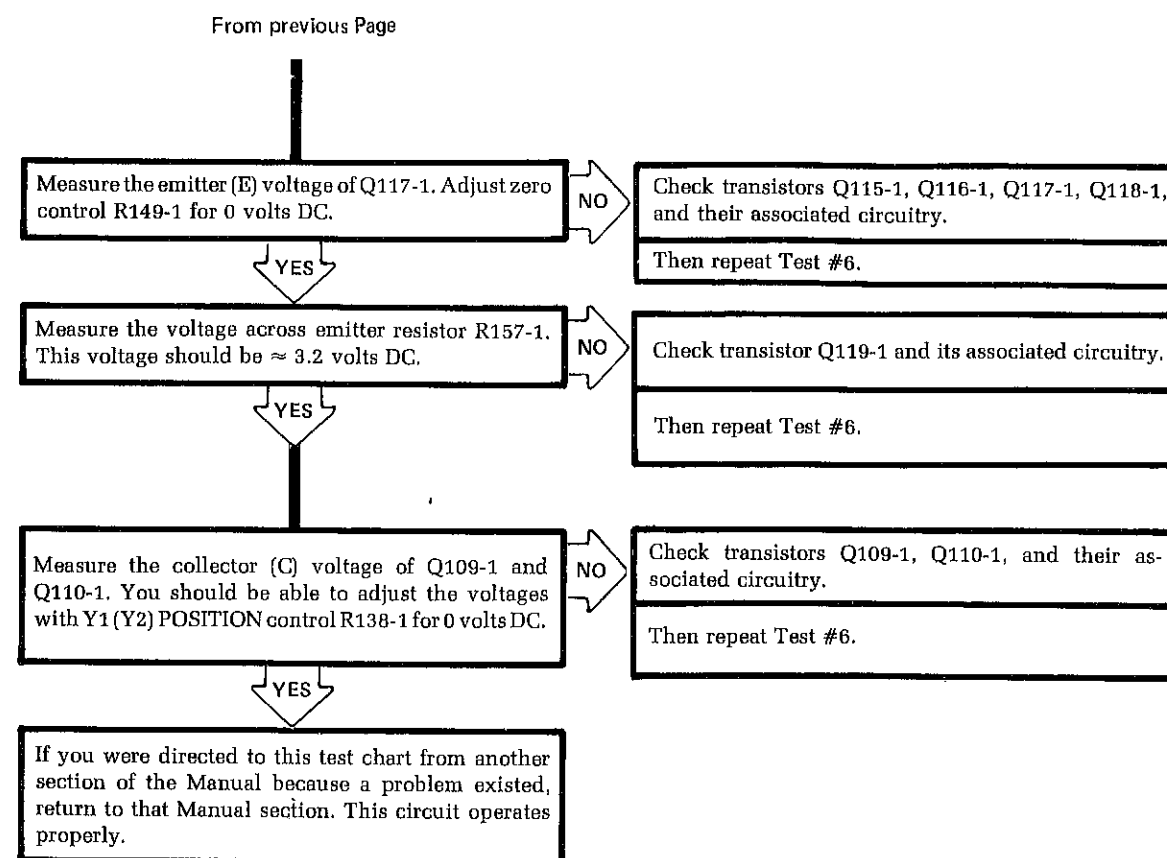 From previous Page
Measure the emitter (E) voltage of Q117-1. Adjust zero
control R149-1 for 0 volts DC.
NO
Check transistors Q115-1, Q116-1, Q117-1, Q118-1,
and their associated circuitry.
Then repeat Test #6.
YES
Measure the voltage across emitter resistor R157-1.
This voltage should be ≈ 3.2 volts DC.
NO
Check transistor Q119-1 and its associated circuitry.
Then repeat Test #6.
YES
Measure the collector (C) voltage of Q109-1 and
Q110-1. You should be able to adjust the voltages
with Y1 (Y2) POSITION control R138-1 for 0 volts DC.
NO
Check transistors Q109-1, Q110-1, and their as-
sociated circuitry.
Then repeat Test #6.
YES
If you were directed to this test chart from another
section of the Manual because a problem existed,
return to that Manual section. This circuit operates
properly.